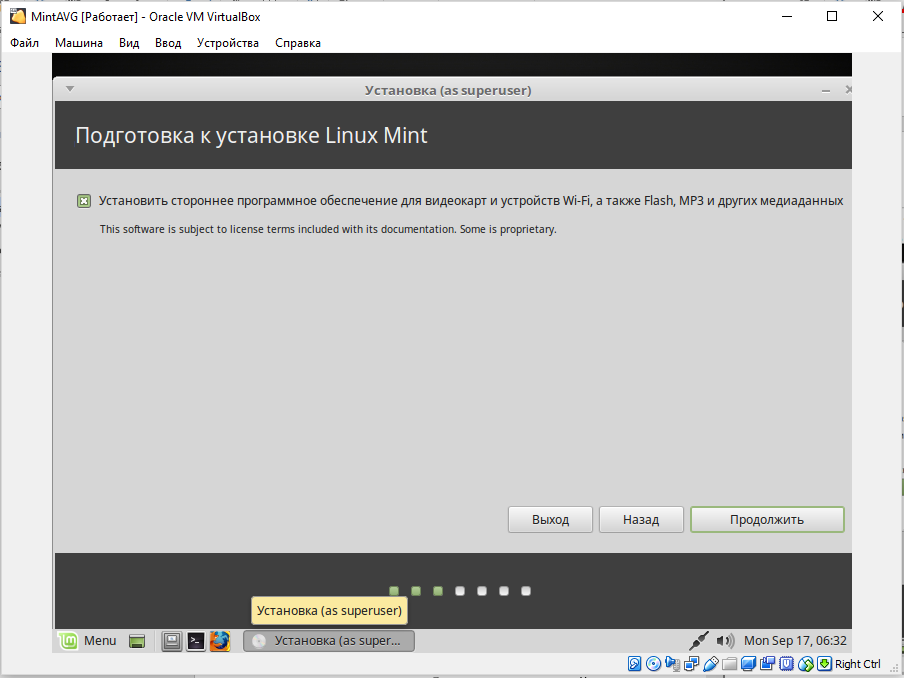 MintAVG [Работает] - Oracle VM VirtualBox
Файл Машина Вид Ввод Устройства Справка
Установка (as superuser)
Подготовка к установке Linux Mint
Установить стороннее программное обеспечение для видеокарт и устройств Wi-Fi, а также Flash, MP3 и других медиаданных
This software is subject to license terms included with its documentation. Some is proprietary.
Выход Назад Продолжить
Установка (as superuser)
Menu Установка (as super... Mon Sep 17, 06:32
Right Ctrl